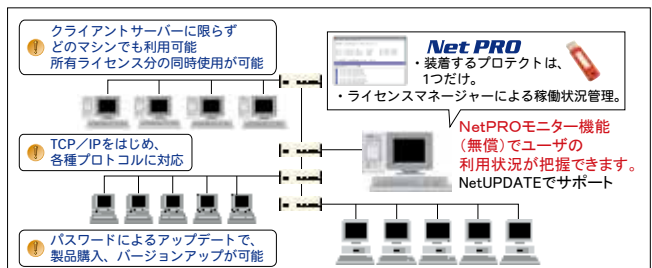 クライアントサーバーに限らず
どのマシンでも利用可能
所有ライセンス分の同時使用が可能
Net PRO
・装着するプロテクトは、
1つだけ。
・ライセンスマネージャーによる稼働状況管理。
TCP／IPをはじめ、
各種プロトコルに対応
NetPROモニター機能
（無償）でユーザの
利用状況が把握できます。
NetUPDATEでサポート
パスワードによるアップデートで、
製品購入、バージョンアップが可能